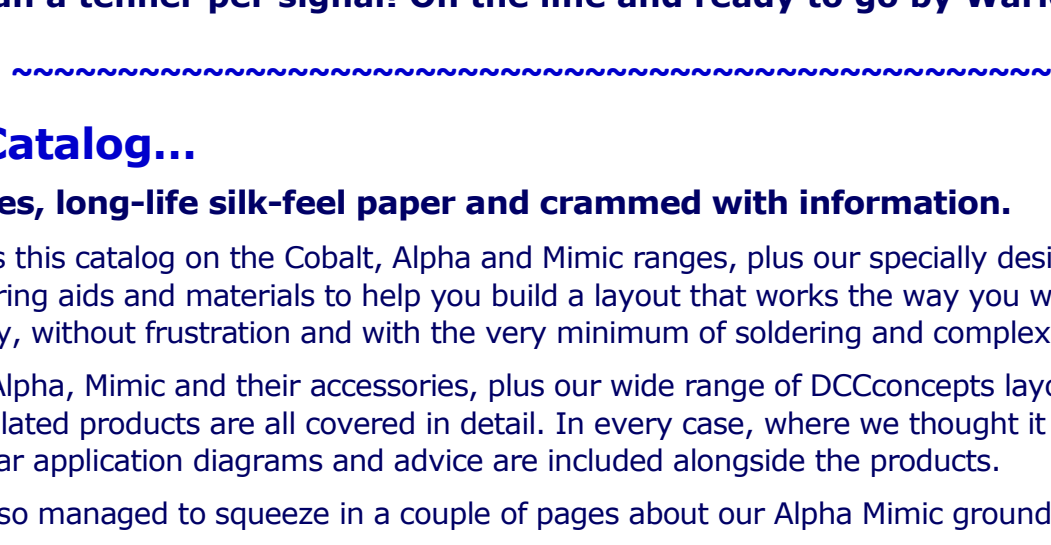 an a tenner per signal! On the line and ready to go by War
~~~~~~~~~~~~~~~~~~~~~~~~~~~~~~~~~~~~~~~~~~~~~~~~~
Catalog...
es, long-life silk-feel paper and crammed with information.
s this catalog on the Cobalt, Alpha and Mimic ranges, plus our specially desi
ring aids and materials to help you build a layout that works the way you w
y, without frustration and with the very minimum of soldering and complex
Alpha, Mimic and their accessories, plus our wide range of DCCconcepts layo
lated products are all covered in detail. In every case, where we thought it
ar application diagrams and advice are included alongside the products.
so managed to squeeze in a couple of pages about our Alpha Mimic ground